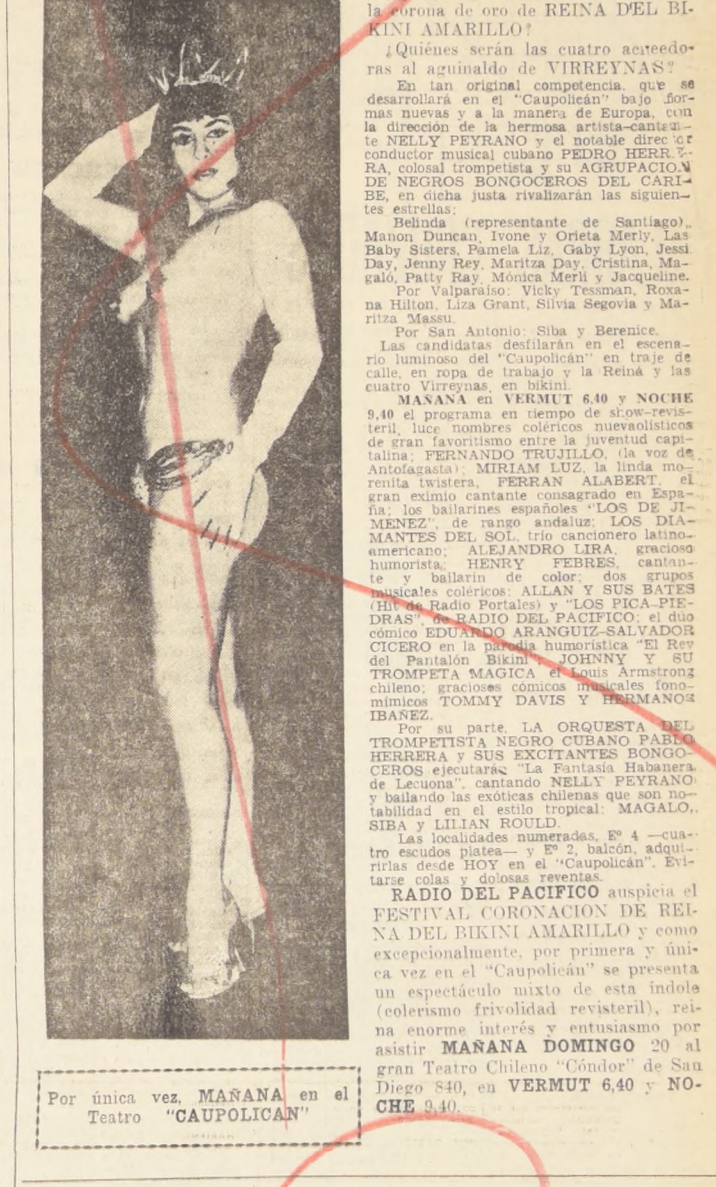 la corona de oro de REINA DEL BI-
KINI AMARILLO?
¿Quiénes serán las cuatro acreedo-
ras al aguinaldo de VIRREYNAS?
En tan original competencia, que se
desarrollará en el "Caupolicán" bajo for-
mas nuevas y a la manera de Europa, con
la dirección de la hermosa artista-cantan-
te NELLY PEYRANO y el notable director
conductor musical cubano PEDRO HERRE-
RA, colosal trompetista y su AGRUPACION
DE NEGROS BONGOCEROS DEL CARI-
BE, en dicha justa rivalizarán las siguien-
tes estrellas:
Belinda (representante de Santiago),
Manon Duncan, Ivone y Orieta Merly, Las
Baby Sisters, Pamela Liz, Gaby Lyon, Jessi
Day, Jenny Rey, Maritza Day, Cristina, Ma-
galó, Patty Ray, Mónica Merli y Jacqueline.
Por Valparaíso: Vicky Tessman, Roxa-
na Hilton, Liza Grant, Silvia Segovia y Ma-
ritza Massu.
Por San Antonio: Siba y Berenice.
Las candidatas desfilarán en el escena-
rio luminoso del "Caupolicán" en traje de
calle, en ropa de trabajo y la Reina y las
cuatro Virreynas, en bikini.
MAÑANA en VERMUT 6,40 y NOCHE
9,40 el programa en tiempo de show-revis-
teril, luce nombres coléricos nuevaolísticos
de gran favoritismo entre la juventud capi-
talina; FERNANDO TRUJILLO, (la voz de
Antofagasta); MIRIAM LUZ, la linda mo-
renita twistera, FERRAN ALABERT, el
gran eximio cantante consagrado en Espa-
ña; los bailarines españoles "LOS DE JI-
MENEZ", de rango andaluz; LOS DIA-
MANTES DEL SOL, trío cancionero latino-
americano; ALEJANDRO LIRA, gracioso
humorista; HENRY FEBRES, cantan-
te y bailarín de color; dos grupos
musicales coléricos: ALLAN Y SUS BATES
(Hit de Radio Portales) y "LOS PICA-PIE-
DRAS", de RADIO DEL PACIFICO; el dúo
cómico EDUARDO ARANGUIZ-SALVADOR
CICERO en la parodia humorística "El Rey
del Pantalón Bikini"; JOHNNY Y SU
TROMPETA MAGICA el Louis Armstrong
chileno; graciosos cómicos musicales fono-
mímicos TOMMY DAVIS Y HERMANOS
IBAÑEZ.
Por su parte, LA ORQUESTA DEL
TROMPETISTA NEGRO CUBANO PABLO
HERRERA y SUS EXCITANTES BONGO-
CEROS ejecutarán "La Fantasía Habanera
de Lecuona", cantando NELLY PEYRANO
y bailando las exóticas chilenas que son no-
tabilidad en el estilo tropical: MAGALO,
SIBA y LILIAN ROULD.
Las localidades numeradas, Eº 4 —cua-
tro escudos platea— y Eº 2, balcón, adqui-
rirlas desde HOY en el "Caupolicán". Evi-
tarse colas y dolosas reventas.
RADIO DEL PACIFICO auspicia el
FESTIVAL CORONACION DE REI-
NA DEL BIKINI AMARILLO y como
excepcionalmente, por primera y úni-
ca vez en el "Caupolicán" se presenta
un espectáculo mixto de esta índole
(colerismo frivolidad revisteril), rei-
na enorme interés y entusiasmo por
asistir MAÑANA DOMINGO 20 al
gran Teatro Chileno "Cóndor" de San
Diego 840, en VERMUT 6,40 y NO-
CHE 9,40.
Por única vez, MAÑANA en el
Teatro "CAUPOLICAN"